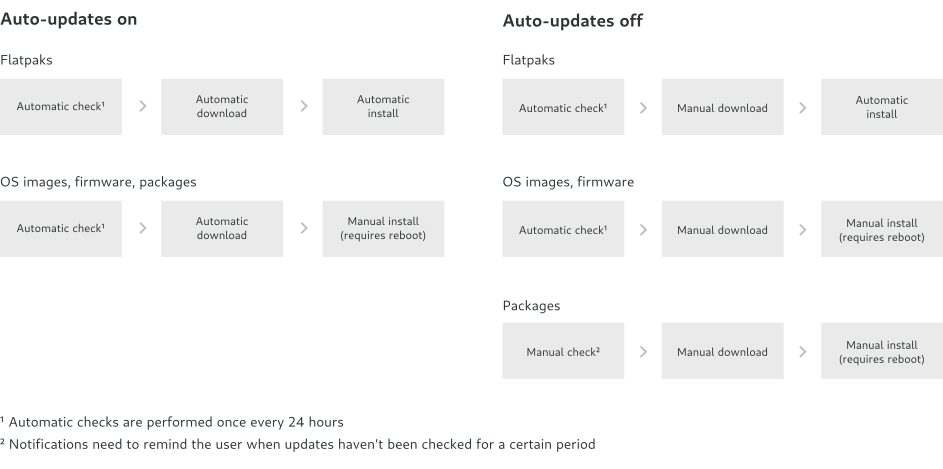 Auto-updates on
Flatpaks
Automatic check¹
Automatic
download
Automatic
install
OS images, firmware, packages
Automatic check¹
Automatic
download
Manual install
(requires reboot)
Auto-updates off
Flatpaks
Automatic check¹
Manual download
Automatic
install
OS images, firmware
Automatic check¹
Manual download
Manual install
(requires reboot)
Packages
Manual check²
Manual download
Manual install
(requires reboot)
¹ Automatic checks are performed once every 24 hours
² Notifications need to remind the user when updates haven't been checked for a certain period